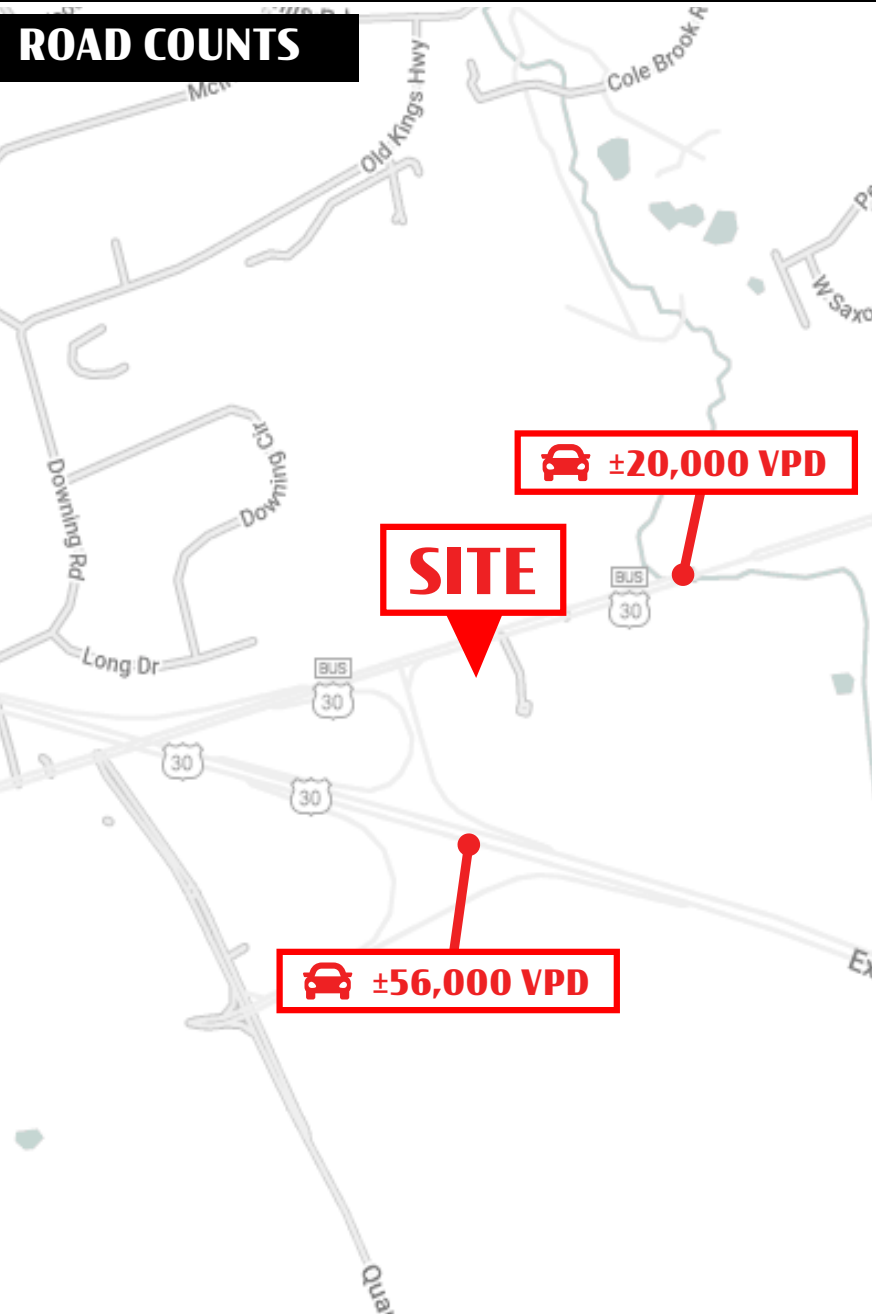 ROAD COUNTS
Cole Brook R
Old Kings Hwy
W Saxo
Downing Cir
±20,000 VPD
Downing Rd
SITE
BUS
30
Long Dr
BUS
30
30
30
±56,000 VPD
Ex
Qua